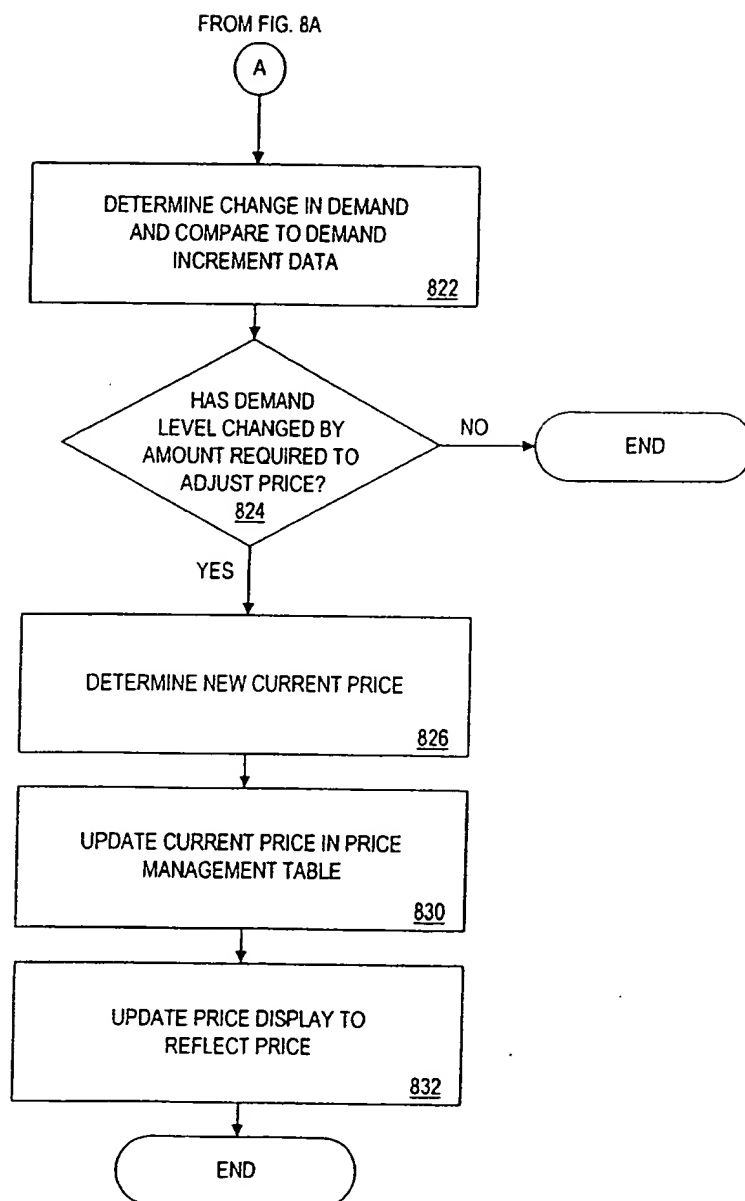 FROM FIG. 8A
A
DETERMINE CHANGE IN DEMAND
AND COMPARE TO DEMAND
INCREMENT DATA
822
HAS DEMAND
LEVEL CHANGED BY
AMOUNT REQUIRED TO
ADJUST PRICE?
824
NO
END
YES
DETERMINE NEW CURRENT PRICE
826
UPDATE CURRENT PRICE IN PRICE
MANAGEMENT TABLE
830
UPDATE PRICE DISPLAY TO
REFLECT PRICE
832
END